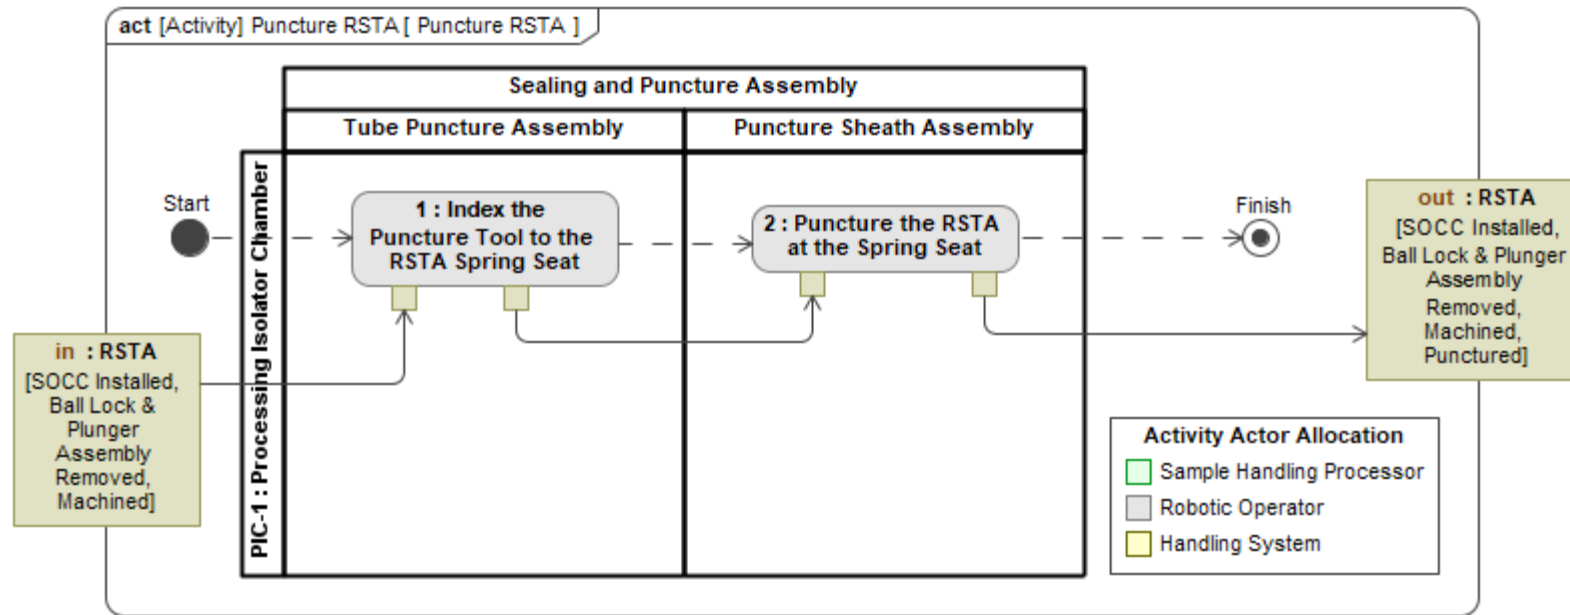 act [Activity] Puncture RSTA [ Puncture RSTA ]
Sealing and Puncture Assembly
Tube Puncture Assembly
Puncture Sheath Assembly
PIC-1 : Processing Isolator Chamber
Start
1 : Index the
Puncture Tool to the
RSTA Spring Seat
2 : Puncture the RSTA
at the Spring Seat
Finish
in : RSTA
[SOCC Installed,
Ball Lock &
Plunger
Assembly
Removed,
Machined]
out : RSTA
[SOCC Installed,
Ball Lock & Plunger
Assembly
Removed,
Machined,
Punctured]
Activity Actor Allocation
Sample Handling Processor
Robotic Operator
Handling System